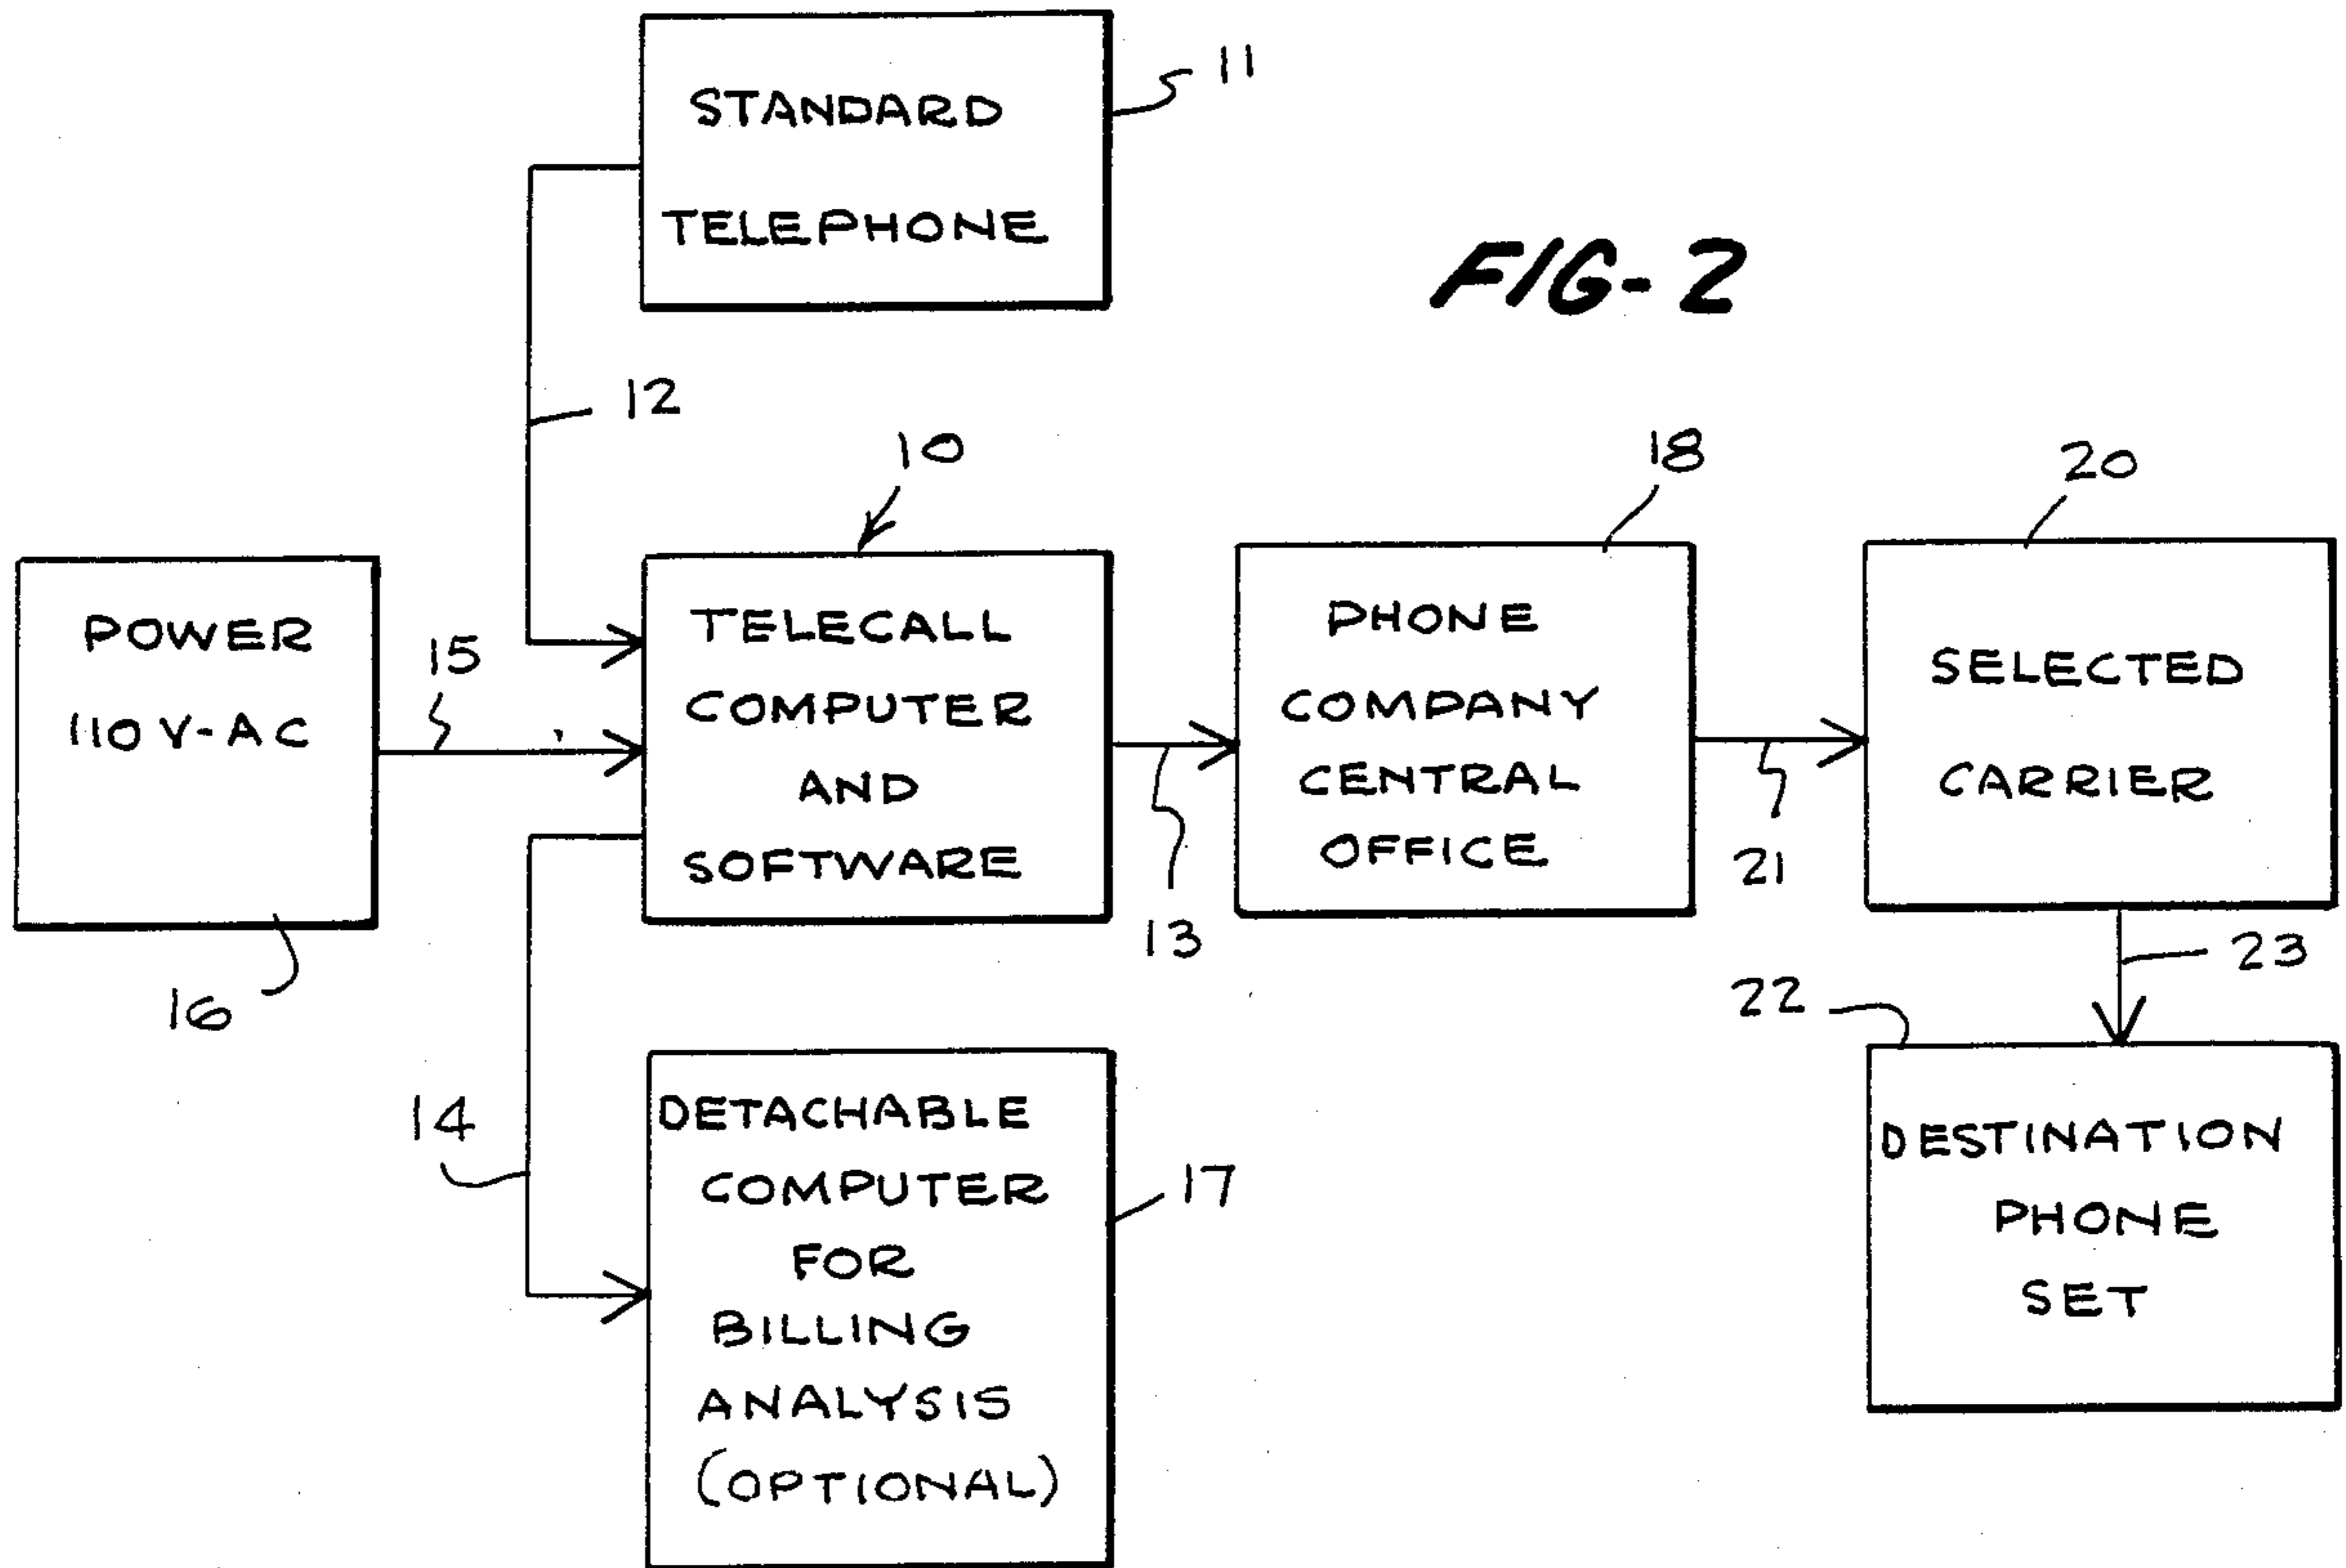 STANDARD
TELEPHONE
11
FIG-2
12
10
18
20
POWER
110V-AC
15
16
TELECALL
COMPUTER
AND
SOFTWARE
13
PHONE
COMPANY
CENTRAL
OFFICE
21
SELECTED
CARRIER
23
22
14
DETACHABLE
COMPUTER
FOR
BILLING
ANALYSIS
(OPTIONAL)
17
DESTINATION
PHONE
SET